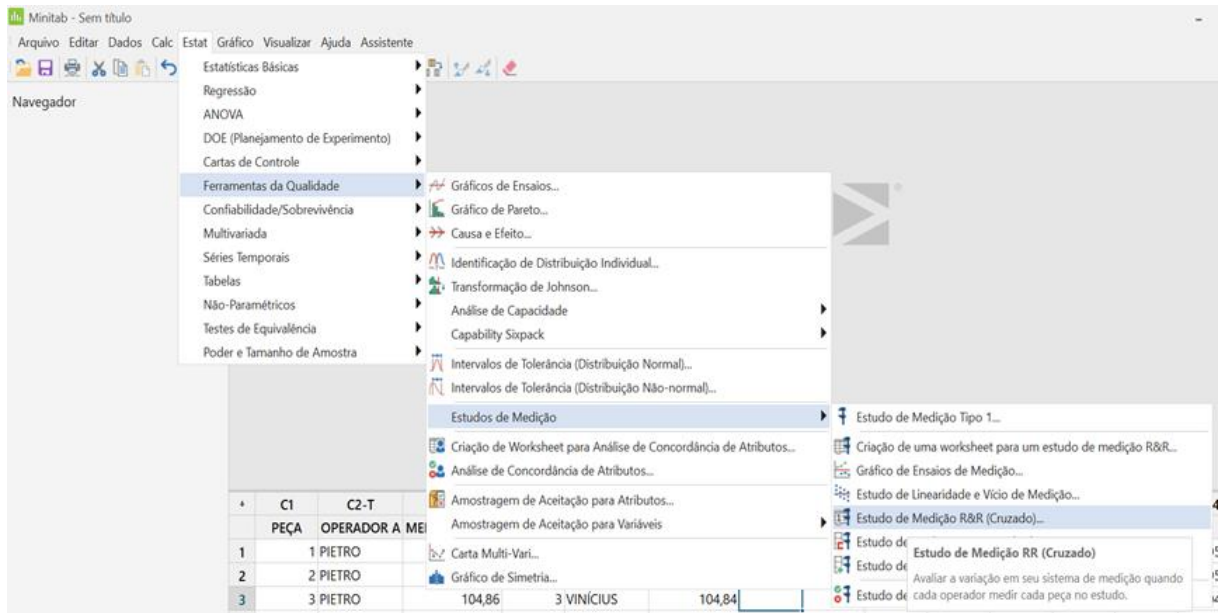 Minitab - Sem título
Arquivo Editar Dados Calc Estat Gráfico Visualizar Ajuda Assistente
Navegador
Estatísticas Básicas
Regressão
ANOVA
DOE (Planejamento de Experimento)
Cartas de Controle
Ferramentas da Qualidade
Confiabilidade/Sobrevivência
Multivariada
Séries Temporais
Tabelas
Não-Paramétricos
Testes de Equivalência
Poder e Tamanho de Amostra
Gráficos de Ensaios...
Gráfico de Pareto...
Causa e Efeito...
Identificação de Distribuição Individual...
Transformação de Johnson...
Análise de Capacidade
Capability Sixpack
Intervalos de Tolerância (Distribuição Normal)...
Intervalos de Tolerância (Distribuição Não-normal)...
Estudos de Medição
Criação de Worksheet para Análise de Concordância de Atributos...
Análise de Concordância de Atributos...
Amostragem de Aceitação para Atributos...
Amostragem de Aceitação para Variáveis
Carta Multi-Vari...
Gráfico de Simetria...
Estudo de Medição Tipo 1...
Criação de uma worksheet para um estudo de medição R&R...
Gráfico de Ensaios de Medição...
Estudo de Linearidade e Vício de Medição...
Estudo de Medição R&R (Cruzado)...
Estudo de
Estudo de
Estudo de
Estudo de Medição RR (Cruzado)
Avaliar a variação em seu sistema de medição quando
cada operador medir cada peça no estudo.
C1 C2-T
PEÇA OPERADOR A
1 1 PIETRO
2 2 PIETRO
3 3 PIETRO 104,86 3 VINÍCIUS 104,84